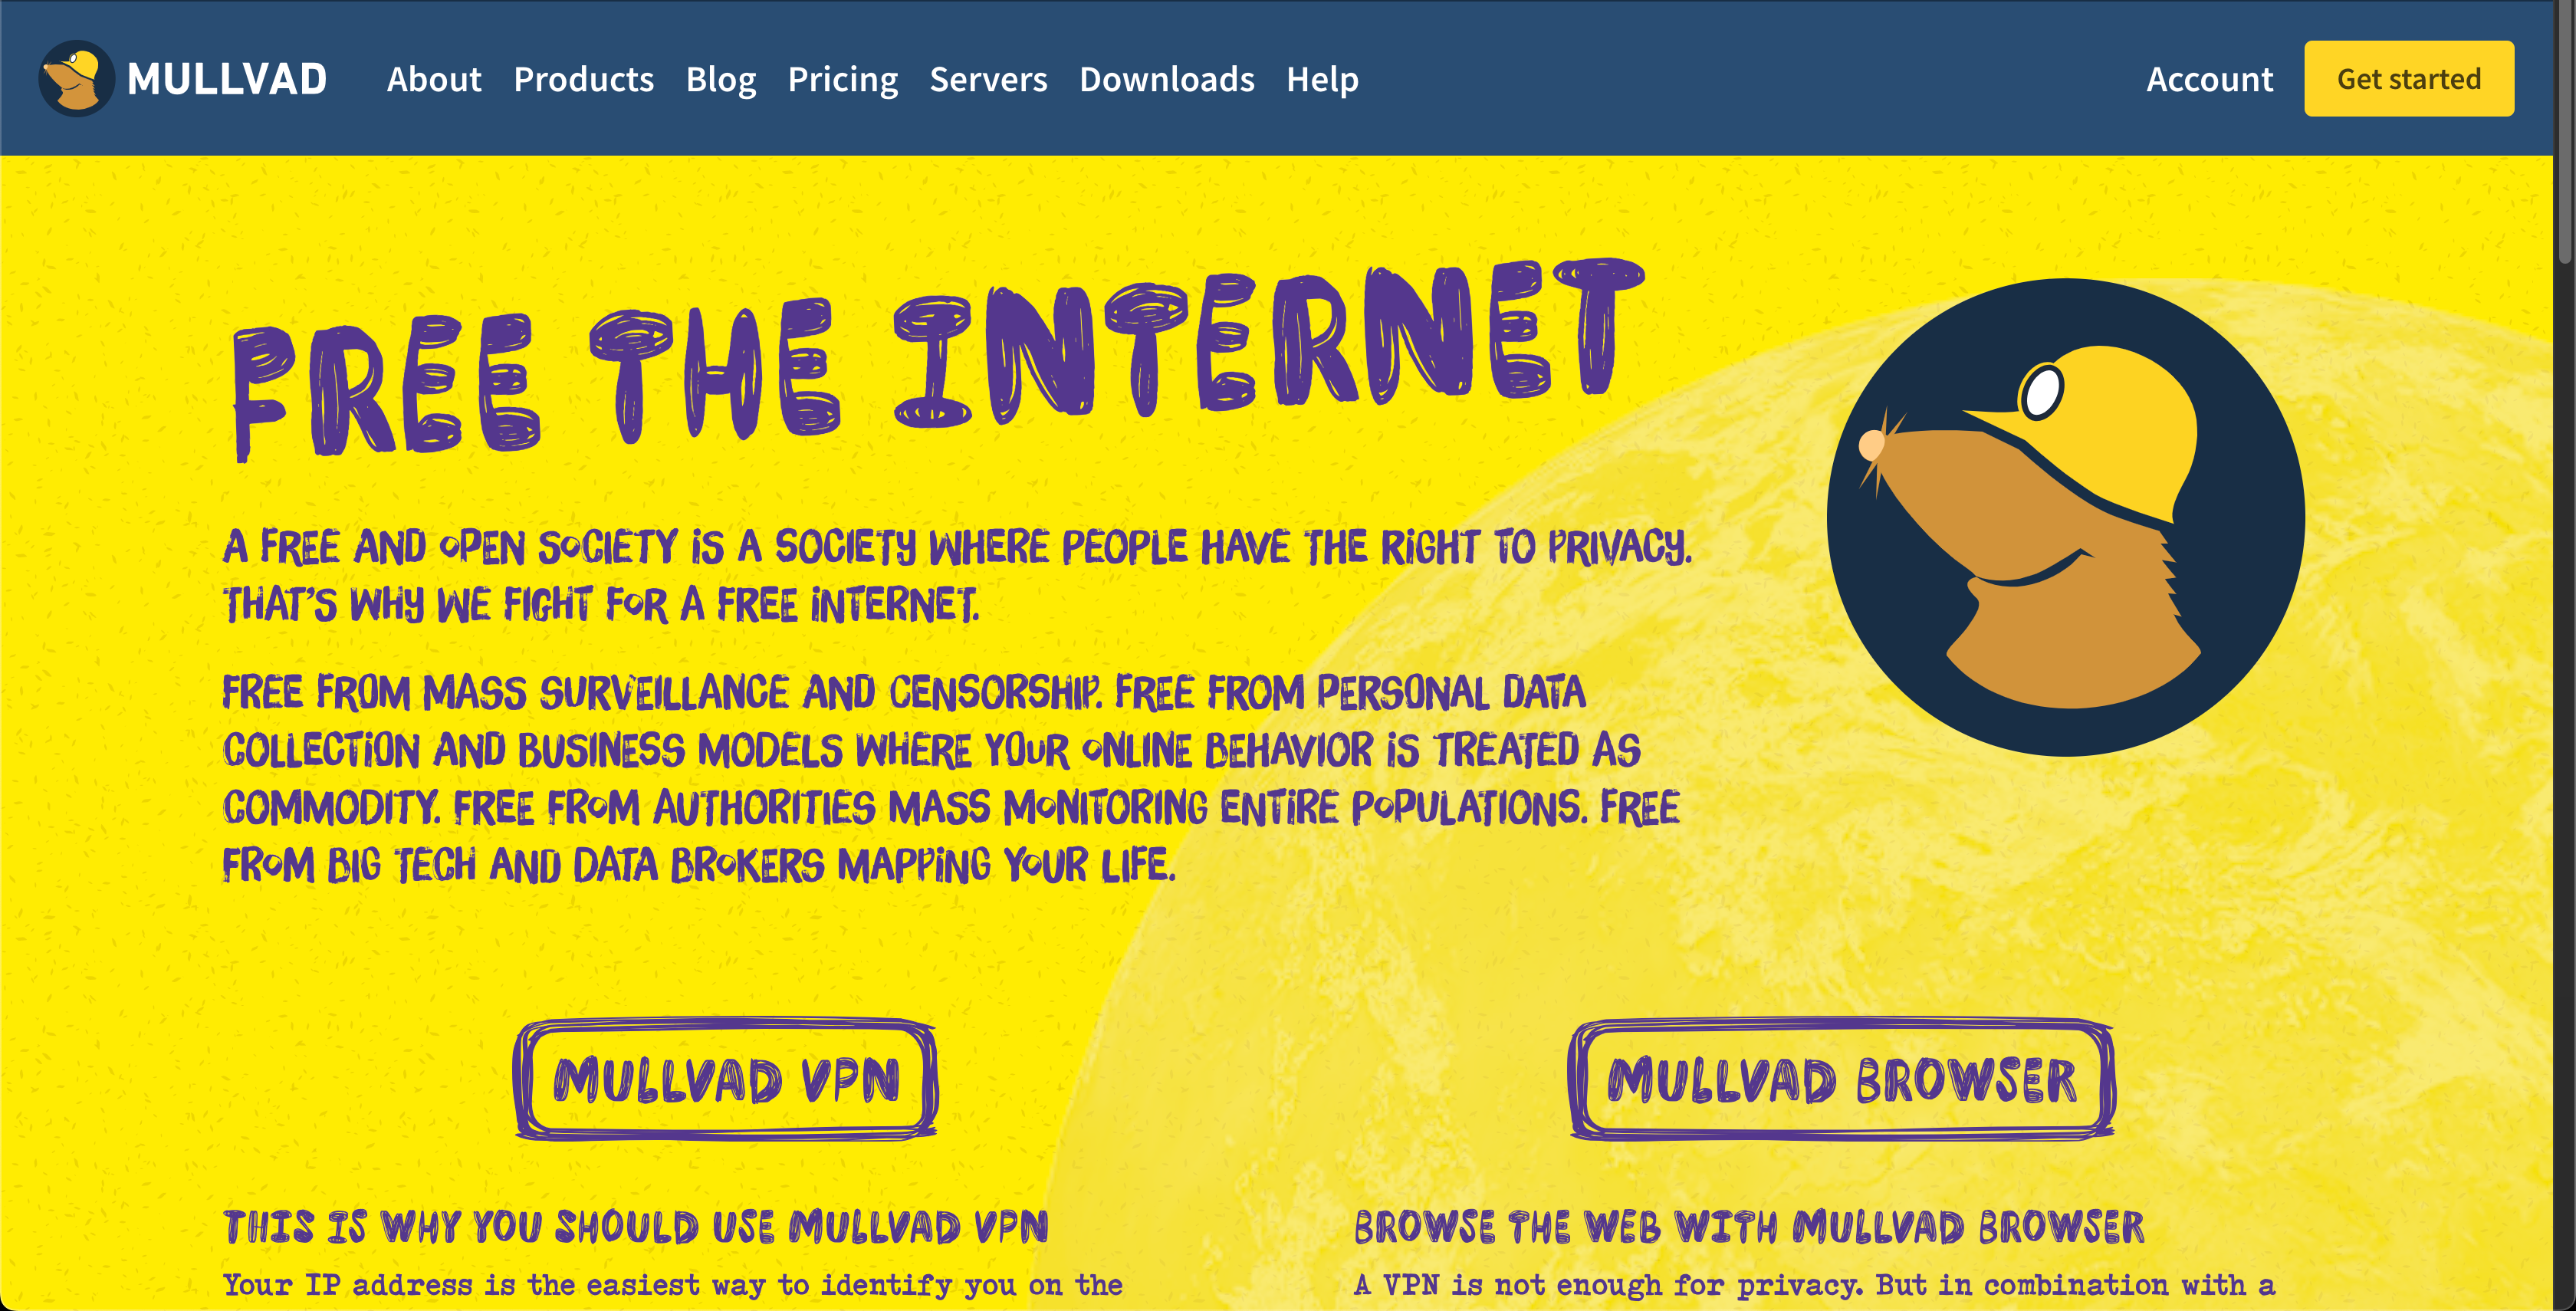 MULLVAD
About Products Blog Pricing Servers Downloads Help
Account
Get started
FREE THE INTERNET
A FREE AND OPEN SOCIETY IS A SOCIETY WHERE PEOPLE HAVE THE RIGHT TO PRIVACY.
THAT'S WHY WE FIGHT FOR A FREE INTERNET.
FREE FROM MASS SURVEILLANCE AND CENSORSHIP. FREE FROM PERSONAL DATA
COLLECTION AND BUSINESS MODELS WHERE YOUR ONLINE BEHAVIOR IS TREATED AS
COMMODITY. FREE FROM AUTHORITIES MASS MONITORING ENTIRE POPULATIONS. FREE
FROM BIG TECH AND DATA BROKERS MAPPING YOUR LIFE.
MULLVAD VPN
MULLVAD BROWSER
THIS IS WHY YOU SHOULD USE MULLVAD VPN
Your IP address is the easiest way to identify you on the
BROWSE THE WEB WITH MULLVAD BROWSER
A VPN is not enough for privacy. But in combination with a